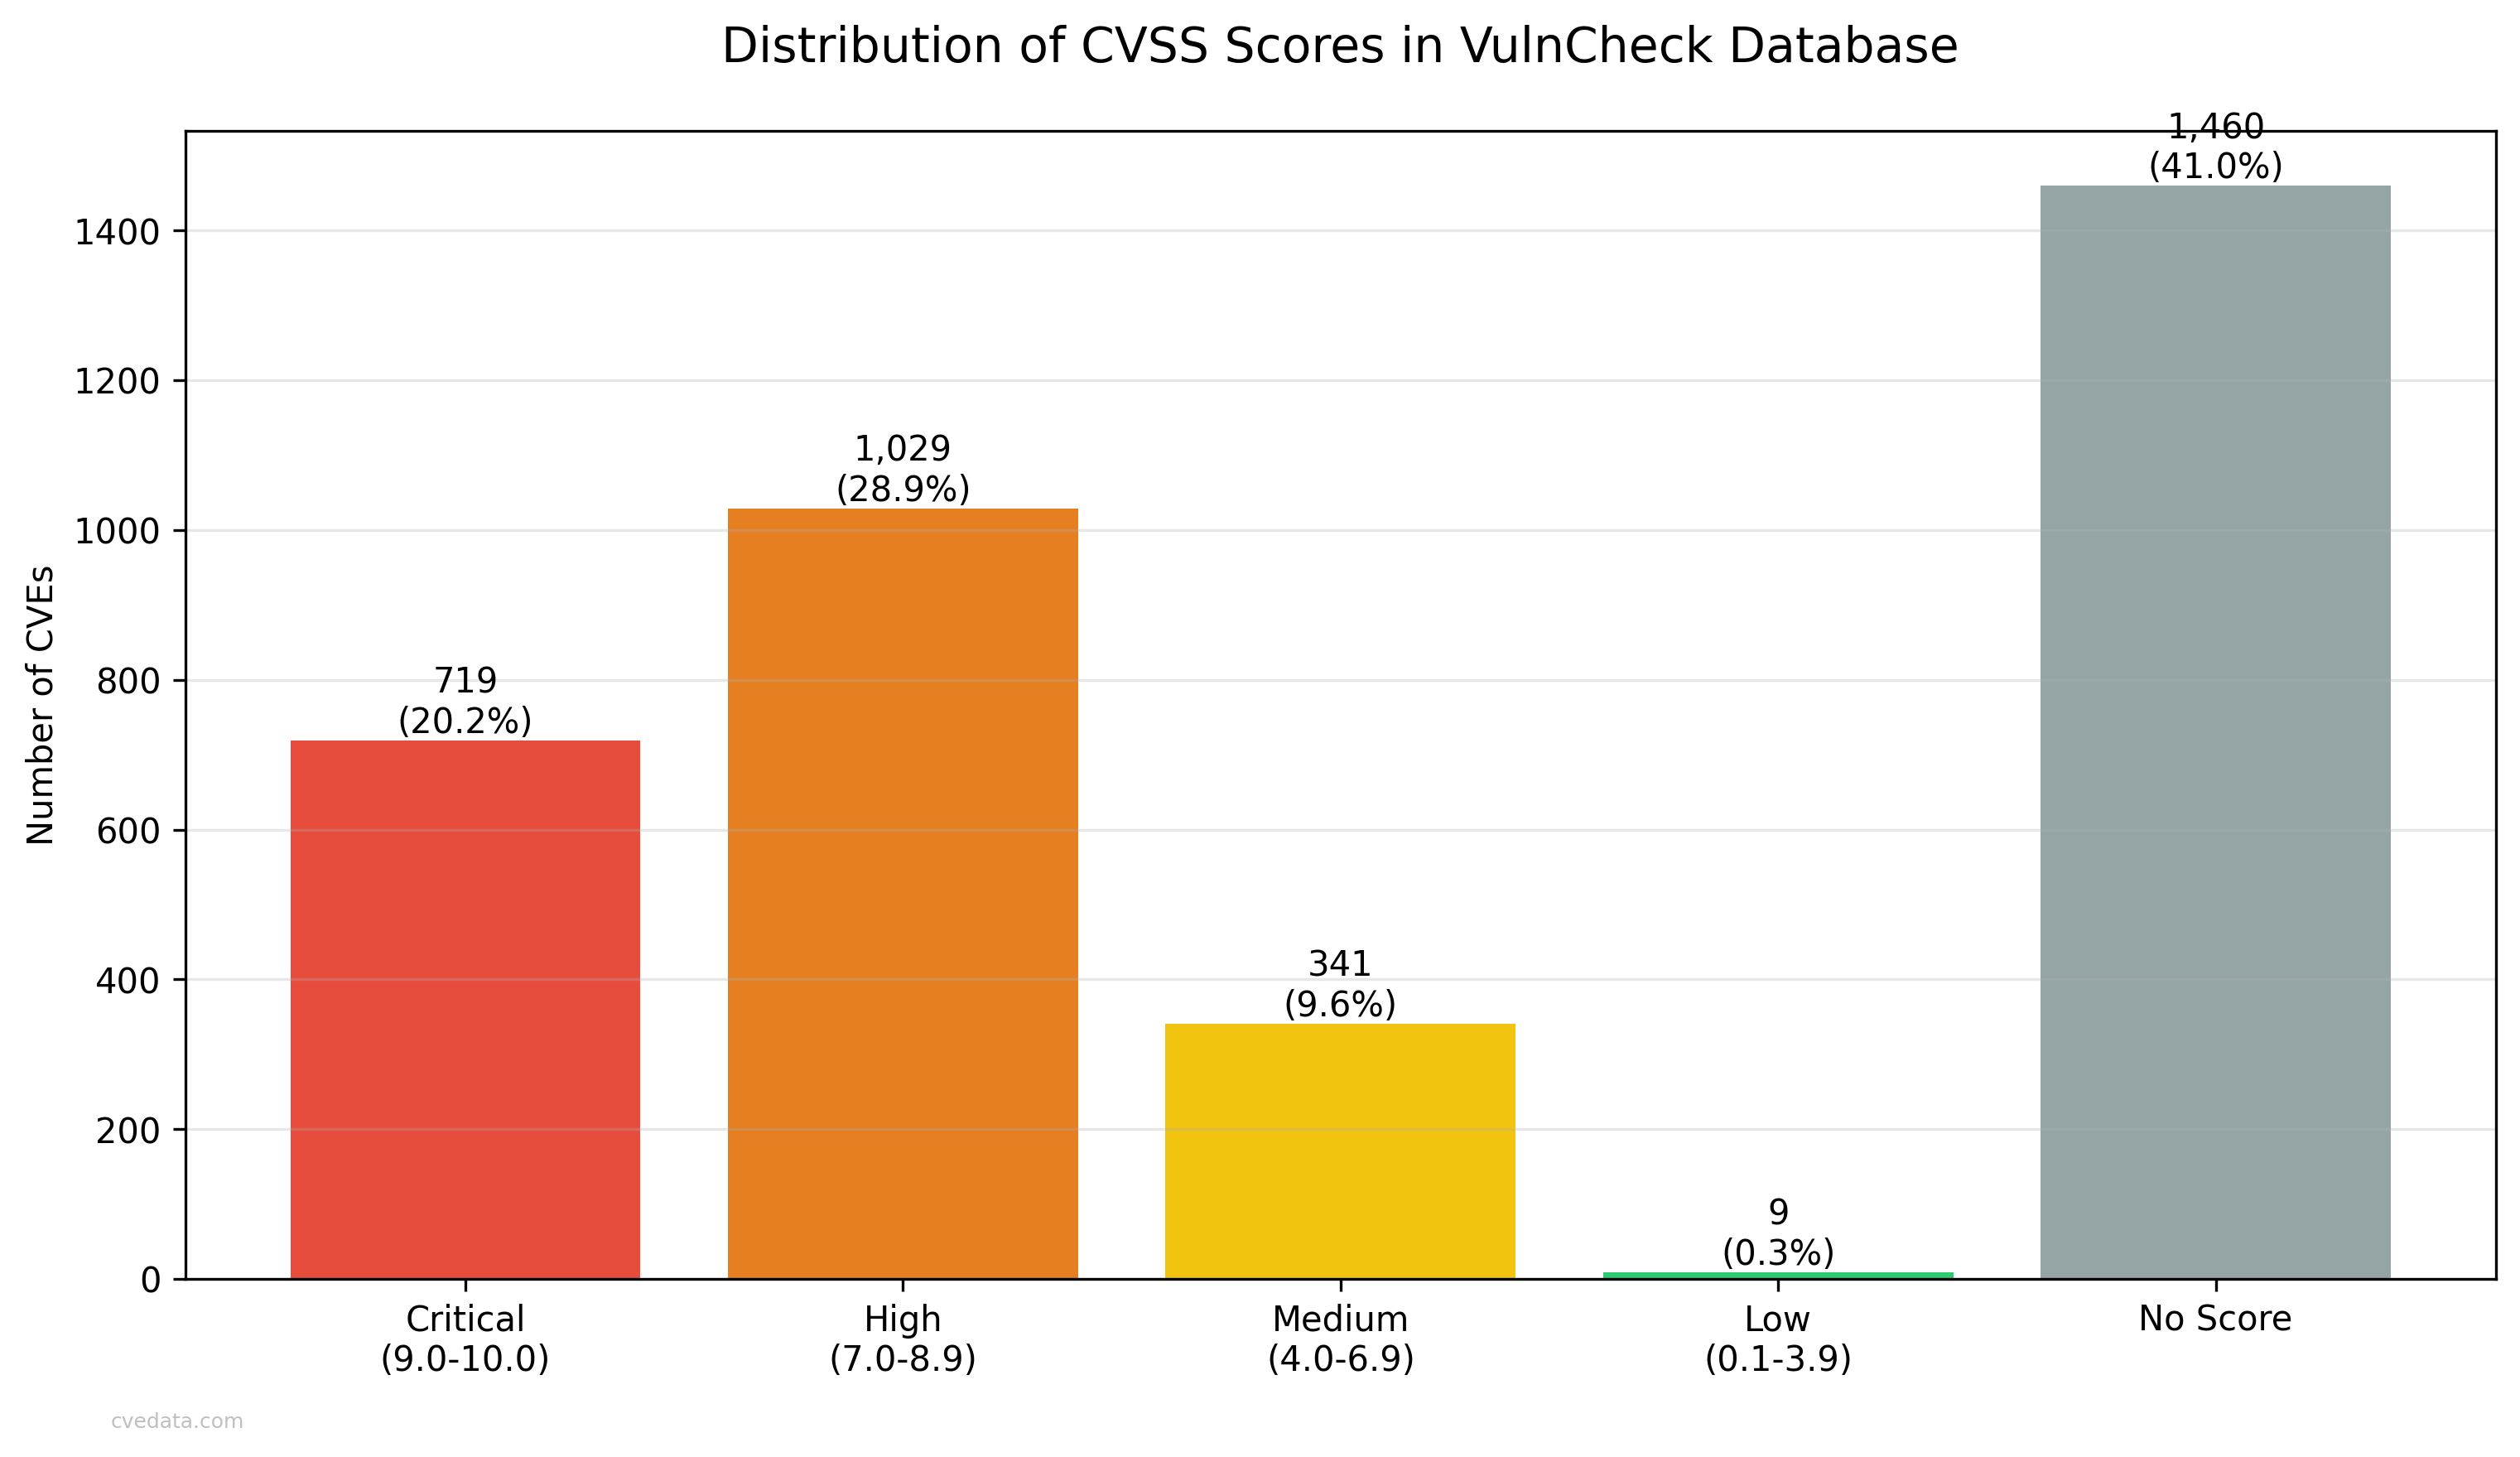 Distribution of CVSS Scores in VulnCheck Database
1,460
(41.0%)
1400
1200
1,029
(28.9%)
1000
Number of CVEs
800
719
(20.2%)
600
341
(9.6%)
400
200
9
(0.3%)
0
Critical
(9.0-10.0)
High
(7.0-8.9)
Medium
(4.0-6.9)
Low
(0.1-3.9)
No Score
cvedata.com